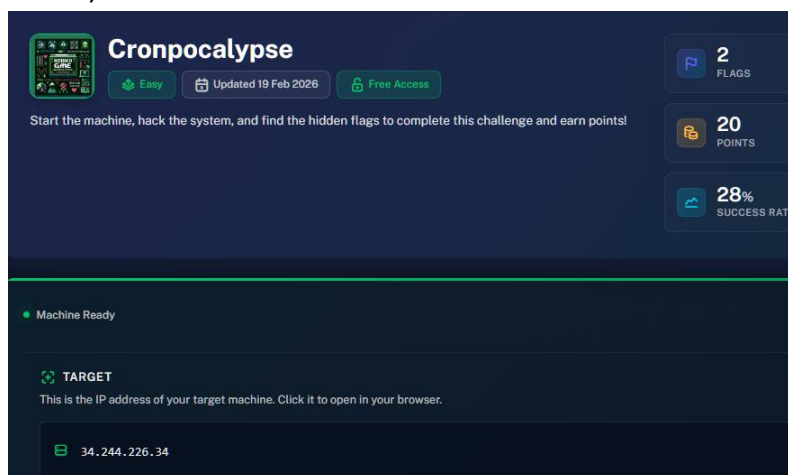 Cronpocalypse
Easy
Updated 19 Feb 2026
Free Access
Start the machine, hack the system, and find the hidden flags to complete this challenge and earn points!
2
FLAGS
20
POINTS
28%
SUCCESS RAT
Machine Ready
TARGET
This is the IP address of your target machine. Click it to open in your browser.
34.244.226.34